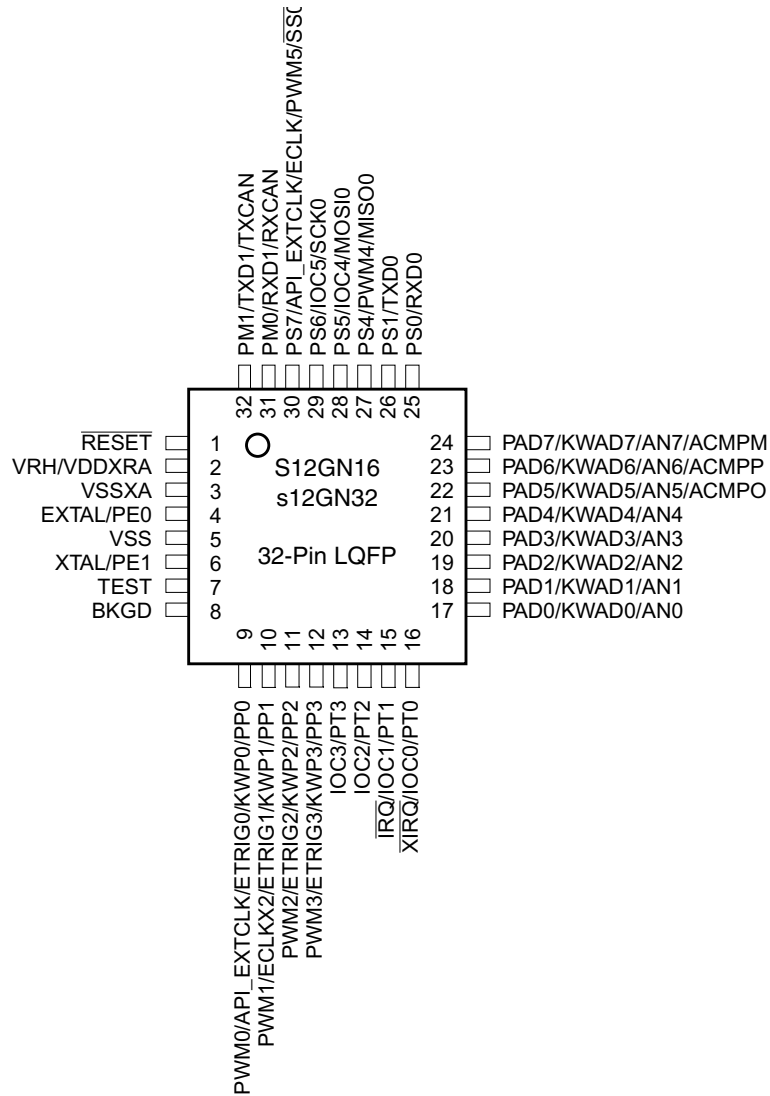 PM1/TXD1/TXCAN
PM0/RXD1/RXCAN
PS7/API_EXTCLK/ECLK/PWM5/SS0
PS6/IOC5/SCK0
PS5/IOC4/MOSI0
PS4/PWM4/MISO0
PS1/TXD0
PS0/RXD0
32
31
30
29
28
27
26
25
RESET 1
VRH/VDDXRA 2
VSSXA 3
EXTAL/PE0 4
VSS 5
XTAL/PE1 6
TEST 7
BKGD 8
S12GN16
s12GN32
32-Pin LQFP
24 PAD7/KWAD7/AN7/ACMPM
23 PAD6/KWAD6/AN6/ACMPP
22 PAD5/KWAD5/AN5/ACMPO
21 PAD4/KWAD4/AN4
20 PAD3/KWAD3/AN3
19 PAD2/KWAD2/AN2
18 PAD1/KWAD1/AN1
17 PAD0/KWAD0/AN0
9
10
11
12
13
14
15
16
PWM0/API_EXTCLK/ETRIG0/KWP0/PP0
PWM1/ECLKX2/ETRIG1/KWP1/PP1
PWM2/ETRIG2/KWP2/PP2
PWM3/ETRIG3/KWP3/PP3
IOC3/PT3
IOC2/PT2
IRQ/IOC1/PT1
XIRQ/IOC0/PT0